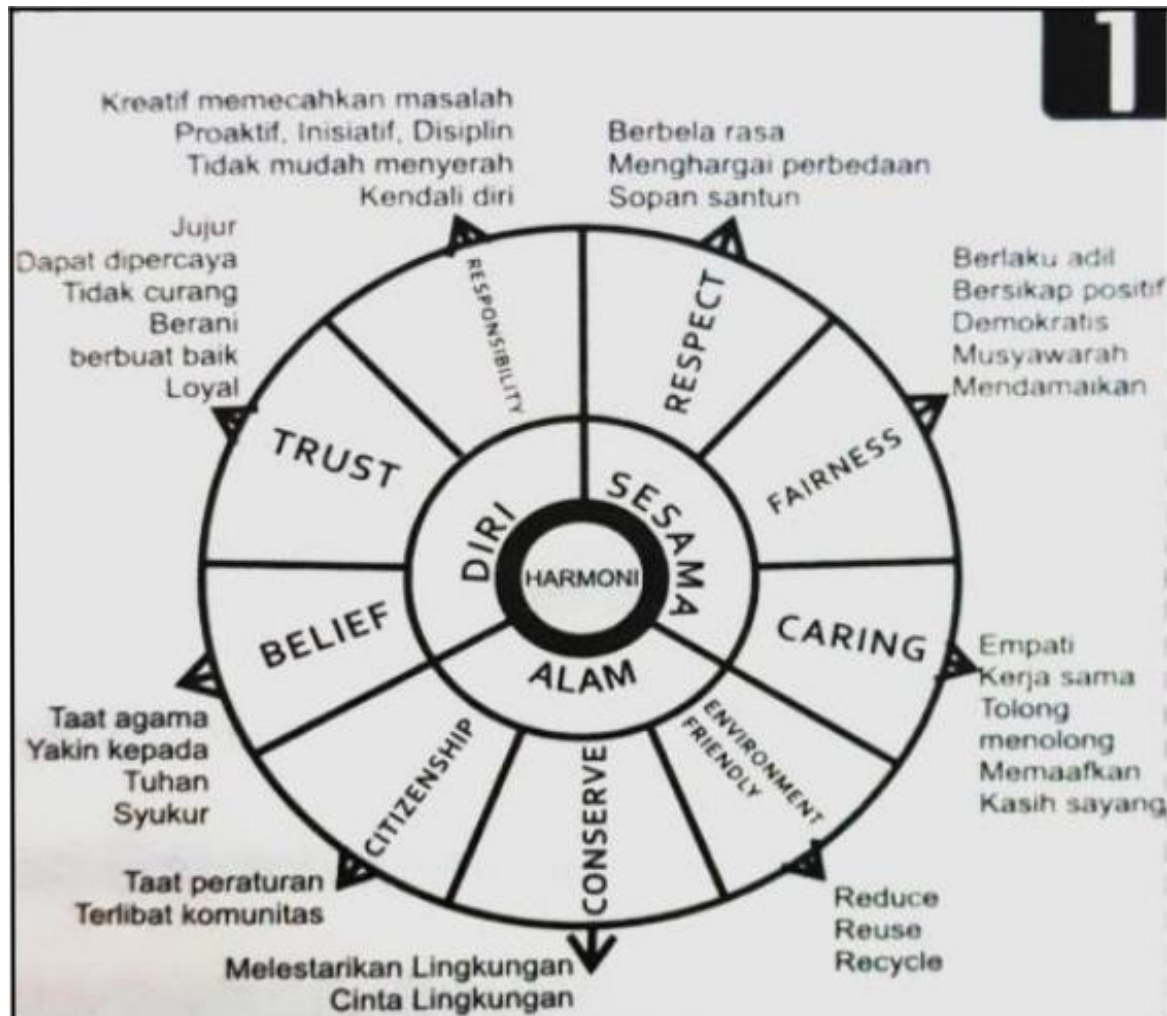 1
Kreatif memecahkan masalah
Proaktif, Inisiatif, Disiplin
Tidak mudah menyerah
Kendali diri
Berbela rasa
Menghargai perbedaan
Sopan santun
Jujur
Dapat dipercaya
Tidak curang
Berani
berbuat baik
Loyal
Berlaku adil
Bersikap positif
Demokratis
Musyawarah
Mendamaikan
RESPONSIBILITY
RESPECT
TRUST
FAIRNESS
DIRI
SESAMA
HARMONI
ALAM
BELIEF
CARING
CITIZENSHIP
CONSERVE
ENVIRONMENT
FRIENDLY
Empati
Kerja sama
Tolong
menolong
Memaafkan
Kasih sayang
Taat agama
Yakin kepada
Tuhan
Syukur
Taat peraturan
Terlibat komunitas
Reduce
Reuse
Recycle
Melestarikan Lingkungan
Cinta Lingkungan